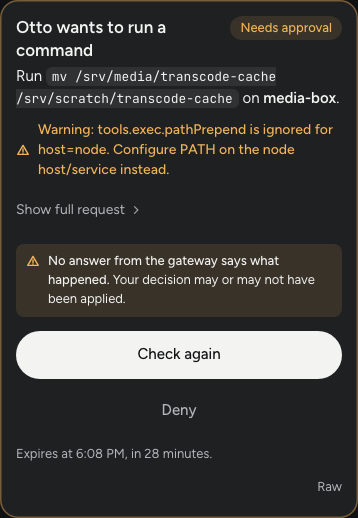 Otto wants to run a
Needs approval
command
Run mv /srv/media/transcode-cache
/srv/scratch/transcode-cache on media-box.
Warning: tools.exec.pathPrepend is ignored for
host=node. Configure PATH on the node
host/service instead.
Show full request
No answer from the gateway says what
happened. Your decision may or may not have
been applied.
Check again
Deny
Expires at 6:08 PM, in 28 minutes.
Raw